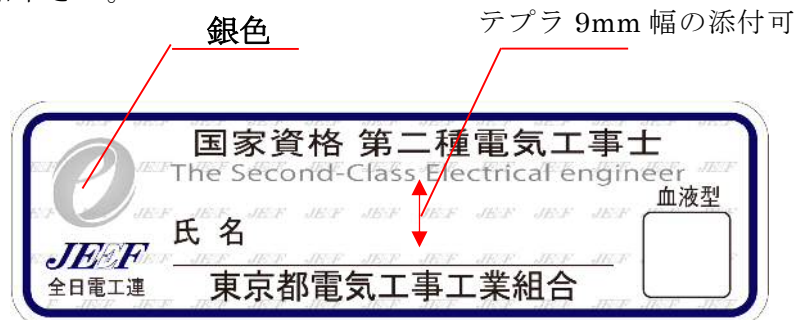 銀色
テプラ 9mm 幅の添付可
国家資格 第二種電気工事士
The Second-Class Electrical engineer
血液型
氏 名
JEEF
全日電工連
東京都電気工事工業組合